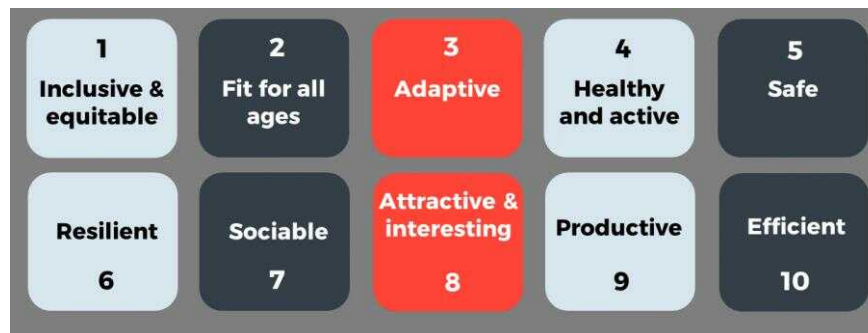 1
Inclusive &
equitable
2
Fit for all
ages
3
Adaptive
4
Healthy
and active
5
Safe
Resilient
6
Sociable
7
Attractive &
interesting
8
Productive
9
Efficient
10